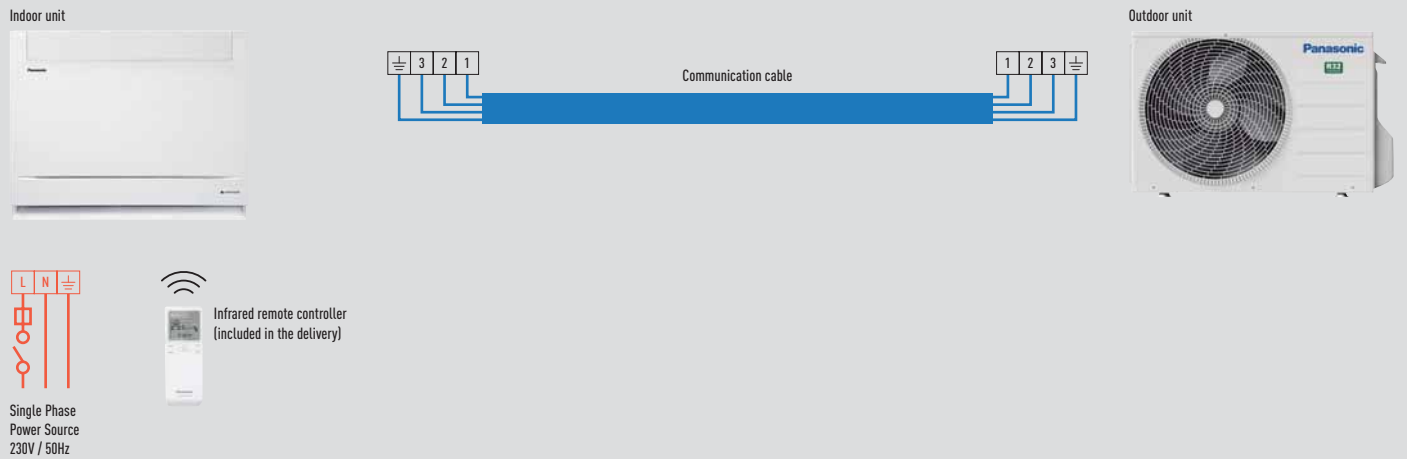 Indoor unit
Outdoor unit
Panasonic
R32
3 2 1
Communication cable
1 2 3
L N
Infrared remote controller
(included in the delivery)
Single Phase
Power Source
230V / 50Hz